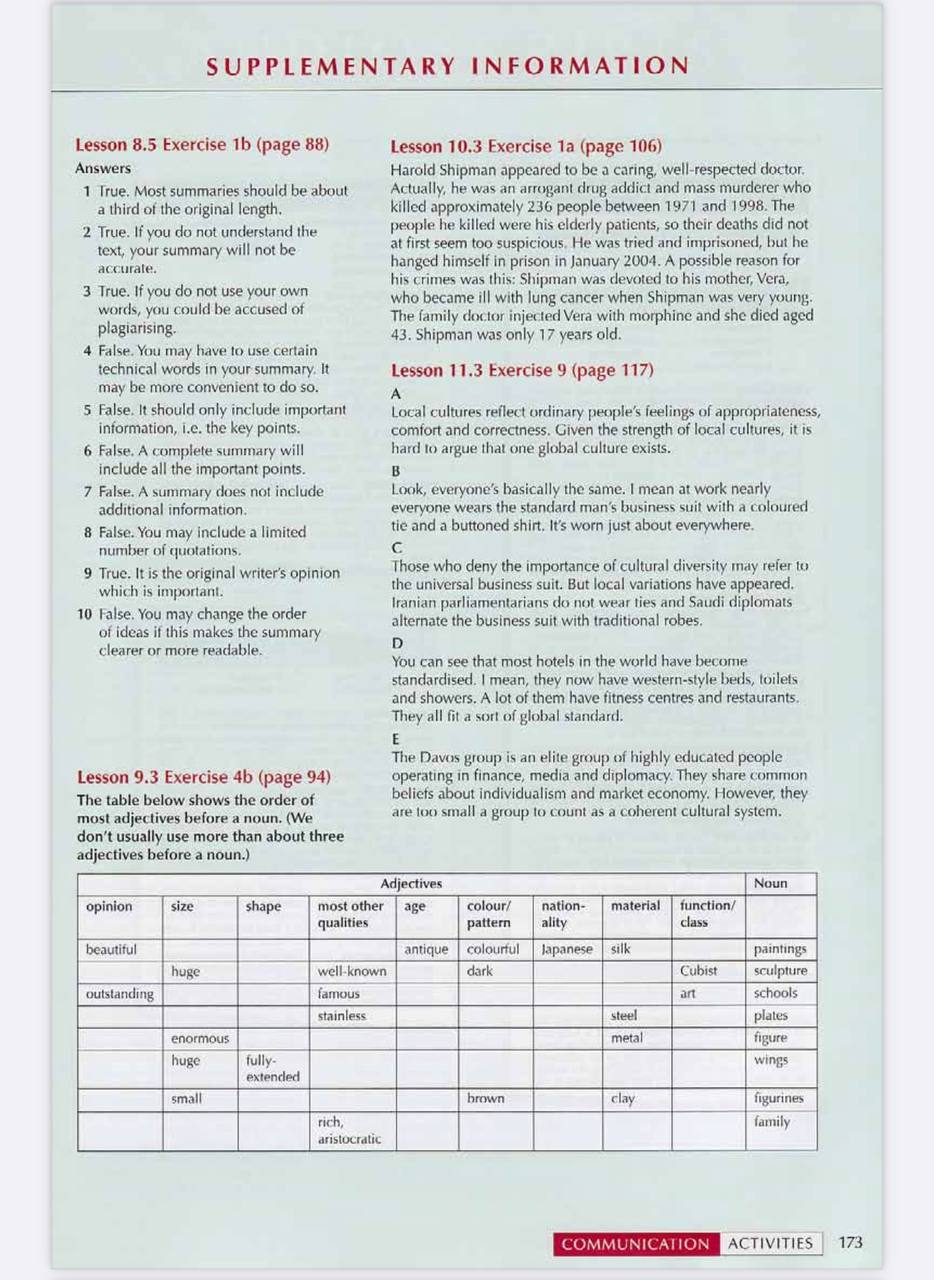 SUPPLEMENTARY INFORMATION
Lesson 8.5 Exercise 1b (page 88)
Answers
1 True. Most summaries should be about
a third of the original length.
2 True. If you do not understand the
text, your summary will not be
accurate.
3 True. If you do not use your own
words, you could be accused of
plagiarising.
4 False. You may have to use certain
technical words in your summary. It
may be more convenient to do so.
5 False. It should only include important
information, i.e. the key points.
6 False. A complete summary will
include all the important points.
7 False. A summary does not include
additional information.
8 False. You may include a limited
number of quotations.
9 True. It is the original writer's opinion
which is important.
10 False. You may change the order
of ideas if this makes the summary
clearer or more readable.
Lesson 9.3 Exercise 4b (page 94)
The table below shows the order of
most adjectives before a noun. (We
don't usually use more than about three
adjectives before a noun.)
Lesson 10.3 Exercise 1a (page 106)
Harold Shipman appeared to be a caring, well-respected doctor.
Actually, he was an arrogant drug addict and mass murderer who
killed approximately 236 people between 1971 and 1998. The
people he killed were his elderly patients, so their deaths did not
at first seem too suspicious. He was tried and imprisoned, but he
hanged himself in prison in January 2004. A possible reason for
his crimes was this: Shipman was devoted to his mother, Vera,
who became ill with lung cancer when Shipman was very young.
The family doctor injected Vera with morphine and she died aged
43. Shipman was only 17 years old.
Lesson 11.3 Exercise 9 (page 117)
A
Local cultures reflect ordinary people's feelings of appropriateness,
comfort and correctness. Given the strength of local cultures, it is
hard to argue that one global culture exists.
B
Look, everyone's basically the same. I mean at work nearly
everyone wears the standard man's business suit with a coloured
tie and a buttoned shirt. It's worn just about everywhere.
C
Those who deny the importance of cultural diversity may refer to
the universal business suit. But local variations have appeared.
Iranian parliamentarians do not wear ties and Saudi diplomats
alternate the business suit with traditional robes.
D
You can see that most hotels in the world have become
standardised. I mean, they now have western-style beds, toilets
and showers. A lot of them have fitness centres and restaurants.
They all fit a sort of global standard.
E
The Davos group is an elite group of highly educated people
operating in finance, media and diplomacy. They share common
beliefs about individualism and market economy. However, they
are too small a group to count as a coherent cultural system.
Adjectives Noun
opinion size shape most other age colour/ nation- material function/
qualities pattern ality class
beautiful antique colourful Japanese silk paintings
huge well-known dark Cubist sculpture
outstanding famous art schools
stainless steel plates
enormous metal figure
huge fully- wings
extended
small brown clay figurines
rich, family
aristocratic
COMMUNICATION ACTIVITIES 173